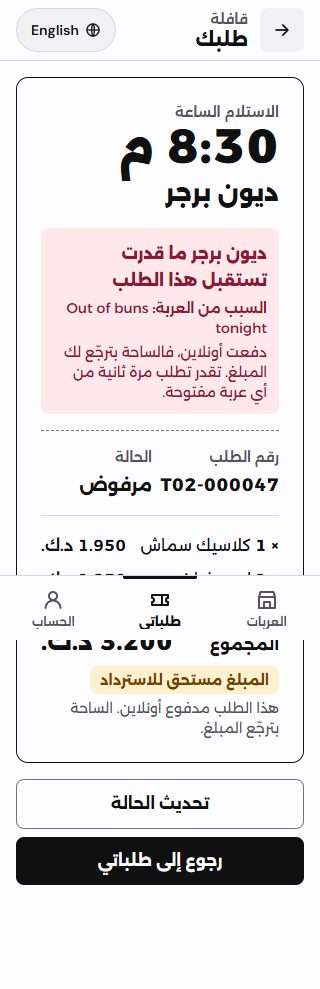 قافلة
طلبك
English
الاستلام الساعة
8:30 م
ديون برجر
ديون برجر ما قدرت
تستقبل هذا الطلب
السبب من العربة: Out of buns
tonight
دفعت أونلاين، فالساحة بترجّع لك
المبلغ. تقدر تطلب مرة ثانية من
أي عربة مفتوحة.
رقم الطلب
الحالة
T02-000047
مرفوض
1 × كلاسيك سماش
1.950 د.ك.
العربات
طلباتي
الحساب
المجموع
3.200 د.ك.
المبلغ مستحق للاسترداد
هذا الطلب مدفوع أونلاين. الساحة
بترجّع المبلغ.
تحديث الحالة
رجوع إلى طلباتي